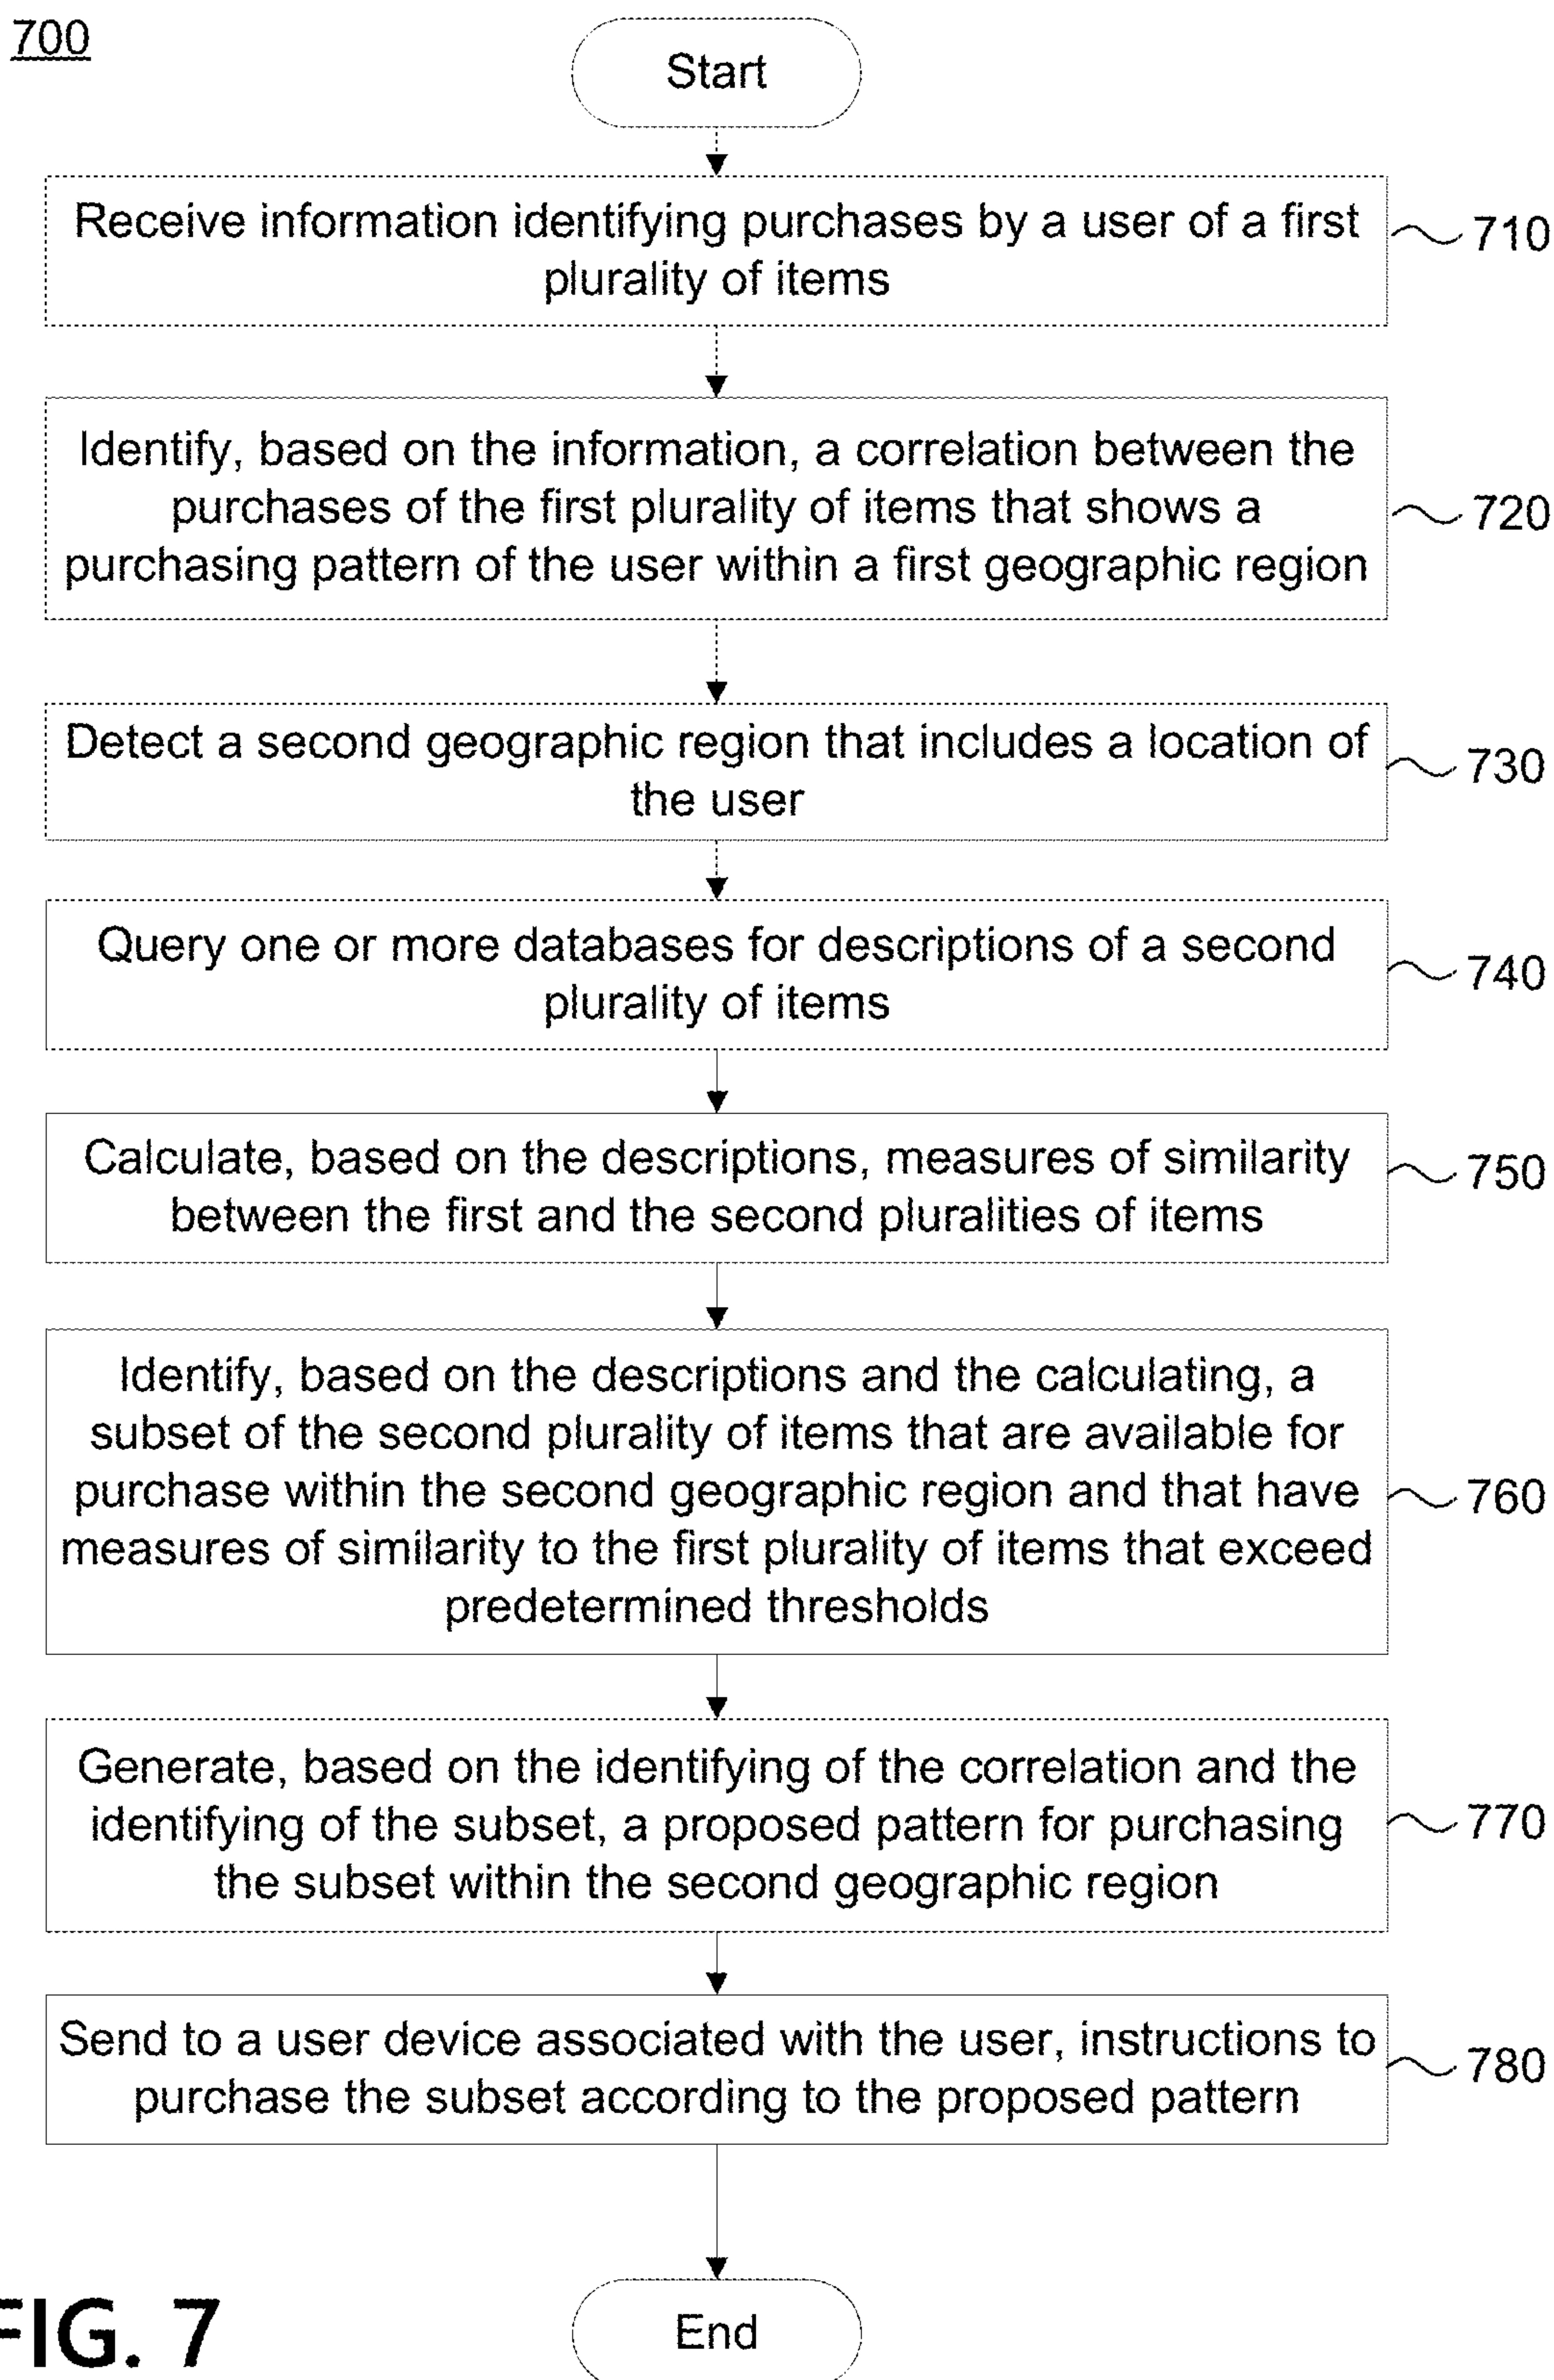 700
Start
Receive information identifying purchases by a user of a first
plurality of items
710
Identify, based on the information, a correlation between the
purchases of the first plurality of items that shows a
purchasing pattern of the user within a first geographic region
720
Detect a second geographic region that includes a location of
the user
730
Query one or more databases for descriptions of a second
plurality of items
740
Calculate, based on the descriptions, measures of similarity
between the first and the second pluralities of items
750
Identify, based on the descriptions and the calculating, a
subset of the second plurality of items that are available for
purchase within the second geographic region and that have
measures of similarity to the first plurality of items that exceed
predetermined thresholds
760
Generate, based on the identifying of the correlation and the
identifying of the subset, a proposed pattern for purchasing
the subset within the second geographic region
770
Send to a user device associated with the user, instructions to
purchase the subset according to the proposed pattern
780
End
FIG. 7